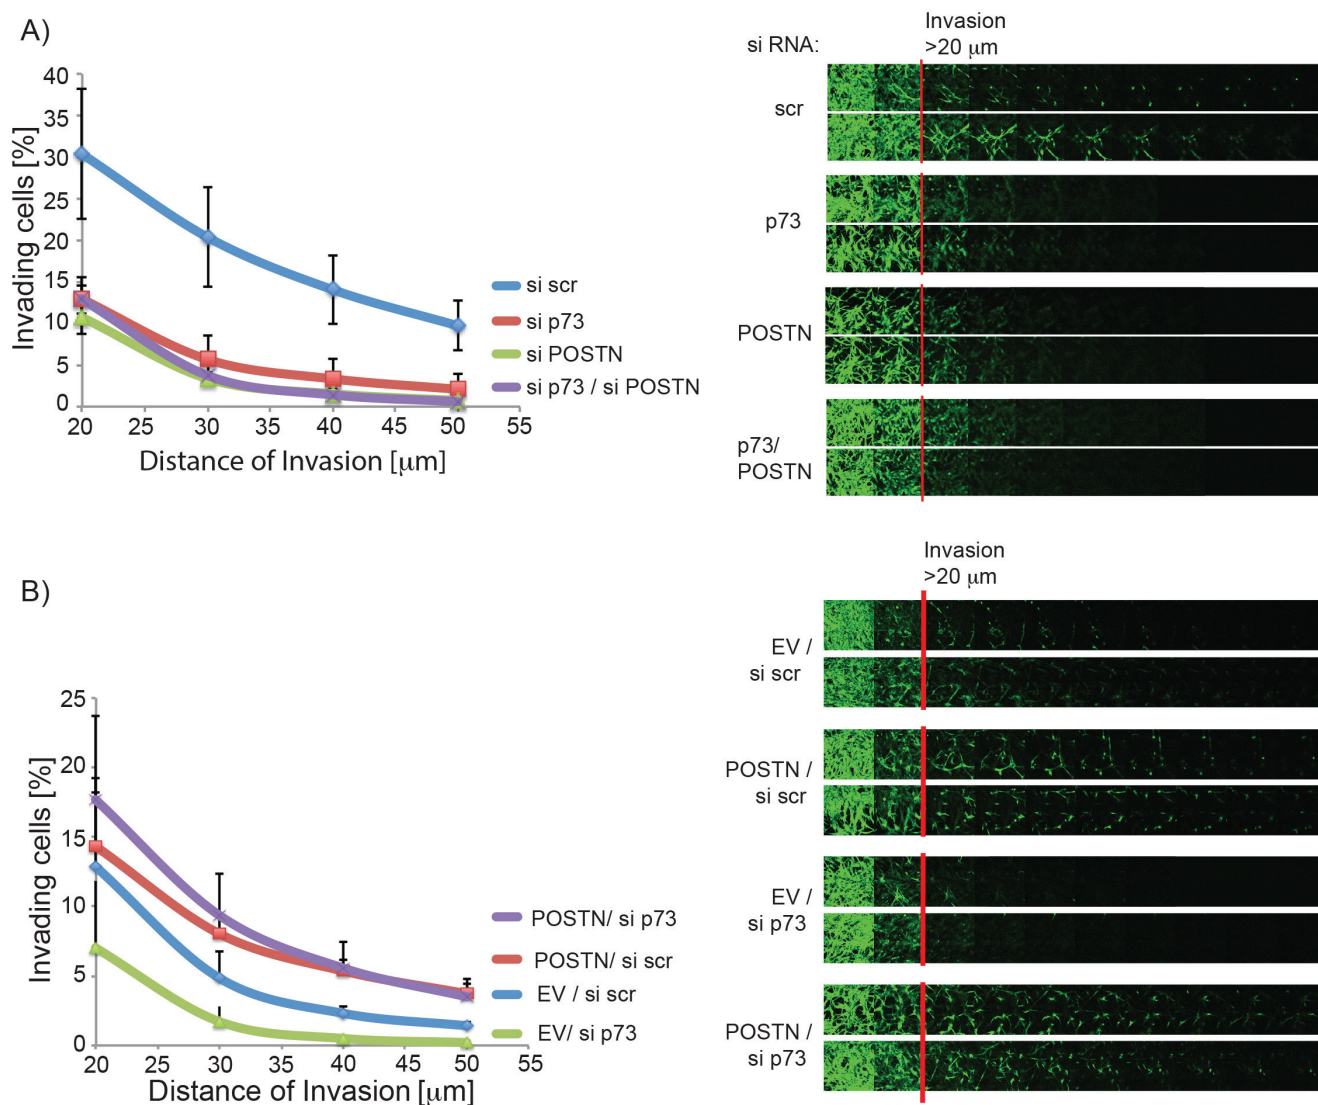 A)
Invading cells [%]
40
35
30
25
20
15
10
5
0
20
30
35
40
45
50
55
Distance of Invasion [μm]
si scr
si p73
si POSTN
si p73 / si POSTN
si RNA:
Invasion
>20 μm
scr
p73
POSTN
p73/
POSTN
B)
Invading cells [%]
25
20
15
10
5
0
20
25
30
35
40
45
50
55
Distance of Invasion [μm]
POSTN/ si p73
POSTN/ si scr
EV / si scr
EV/ si p73
Invasion
>20 μm
EV /
si scr
POSTN /
si scr
EV /
si p73
POSTN /
si p73